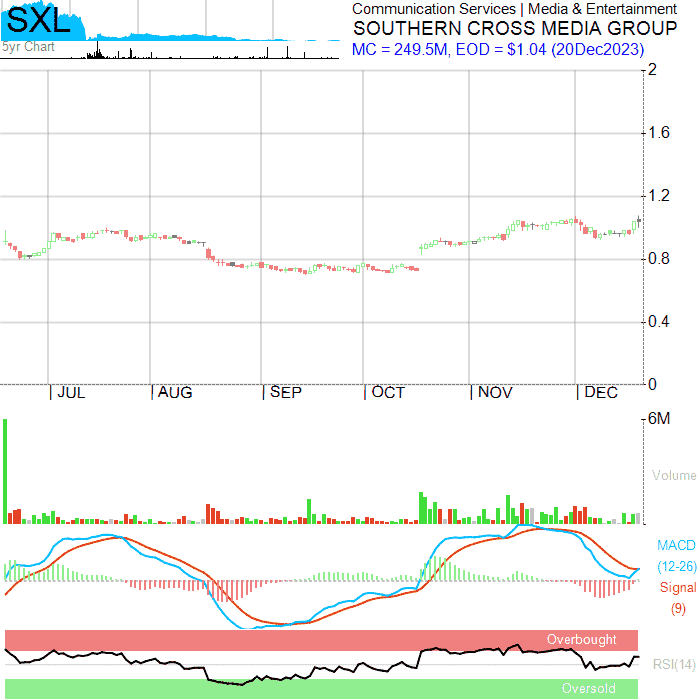 SXL
5yr Chart
Communication Services | Media & Entertainment
SOUTHERN CROSS MEDIA GROUP
MC = 249.5M, EOD = $1.04 (20Dec2023)
2
1.6
1.2
0.8
0.4
0
JUL AUG SEP OCT NOV DEC
6M
Volume
MACD
(12-26)
Signal
(9)
Overbought
RSI(14)
Oversold